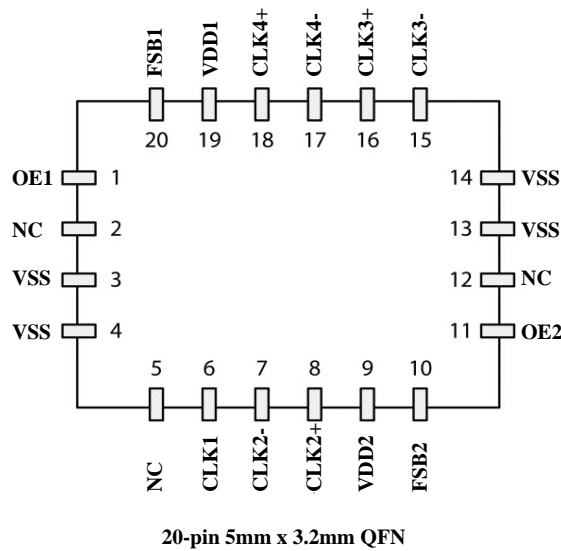 FSB1
VDD1
CLK4+
CLK4-
CLK3+
CLK3-
20 19 18 17 16 15
OE1 1
14 VSS
NC 2
13 VSS
VSS 3
12 NC
VSS 4
11 OE2
5 6 7 8 9 10
NC
CLK1
CLK2-
CLK2+
VDD2
FSB2
20-pin 5mm x 3.2mm QFN